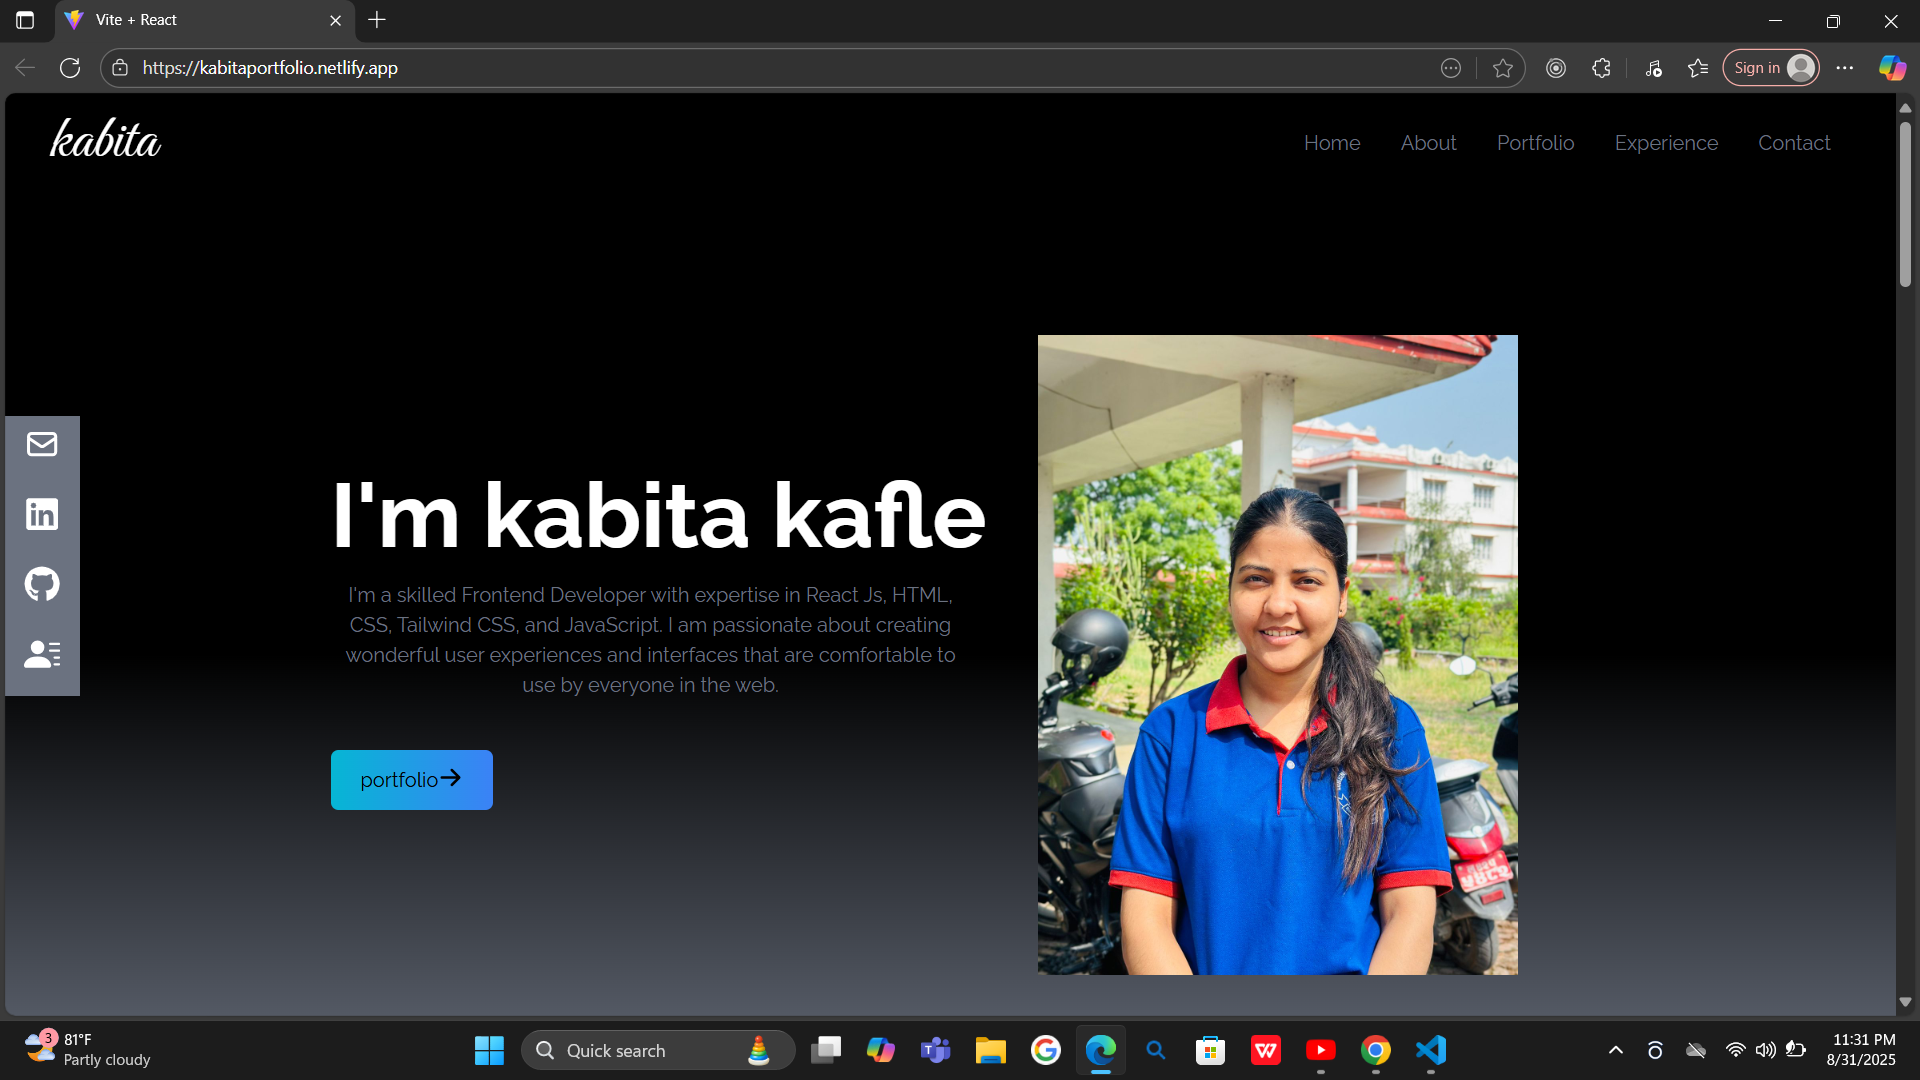 Vite + React
https://kabitaportfolio.netlify.app
Sign in
kabita
Home About Portfolio Experience Contact
I'm kabita kafle
I'm a skilled Frontend Developer with expertise in React Js, HTML,
CSS, Tailwind CSS, and JavaScript. I am passionate about creating
wonderful user experiences and interfaces that are comfortable to
use by everyone in the web.
portfolio
3
81°F
Partly cloudy
Quick search
11:31 PM
8/31/2025